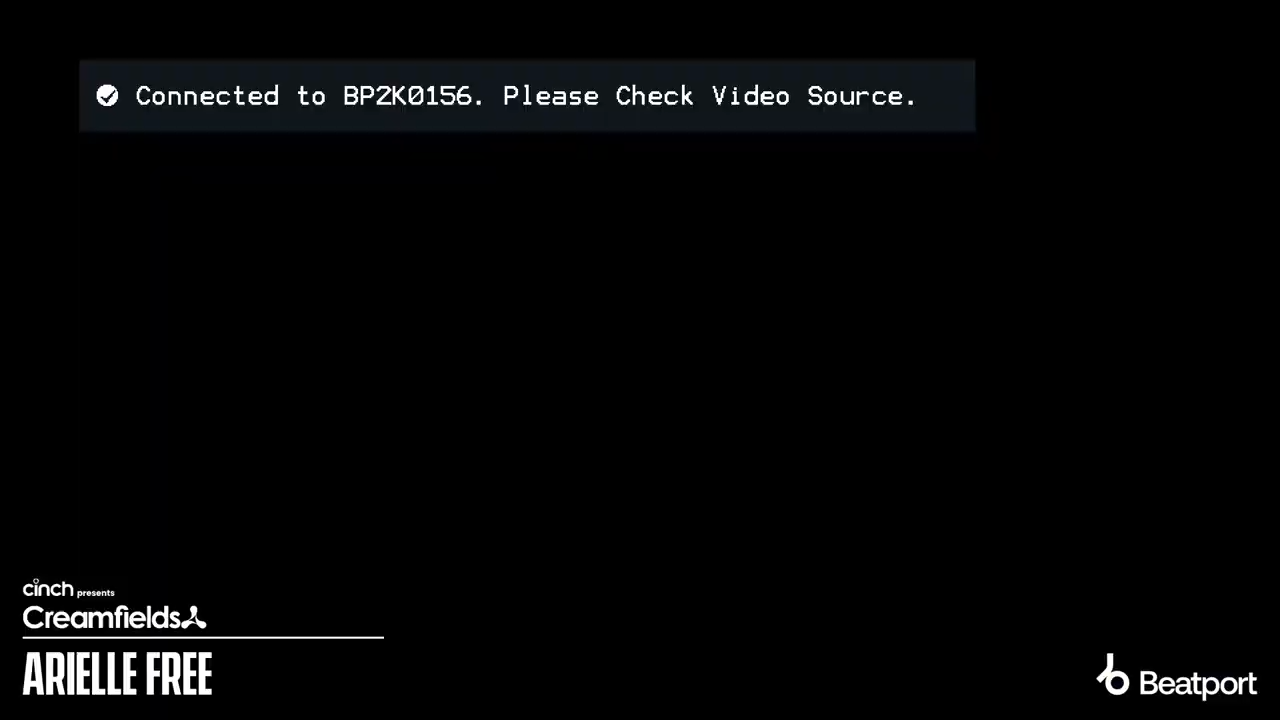 Connected to BP2K0156. Please Check Video Source.
cinch presents
Creamfields
ARIELLE FREE
Beatport